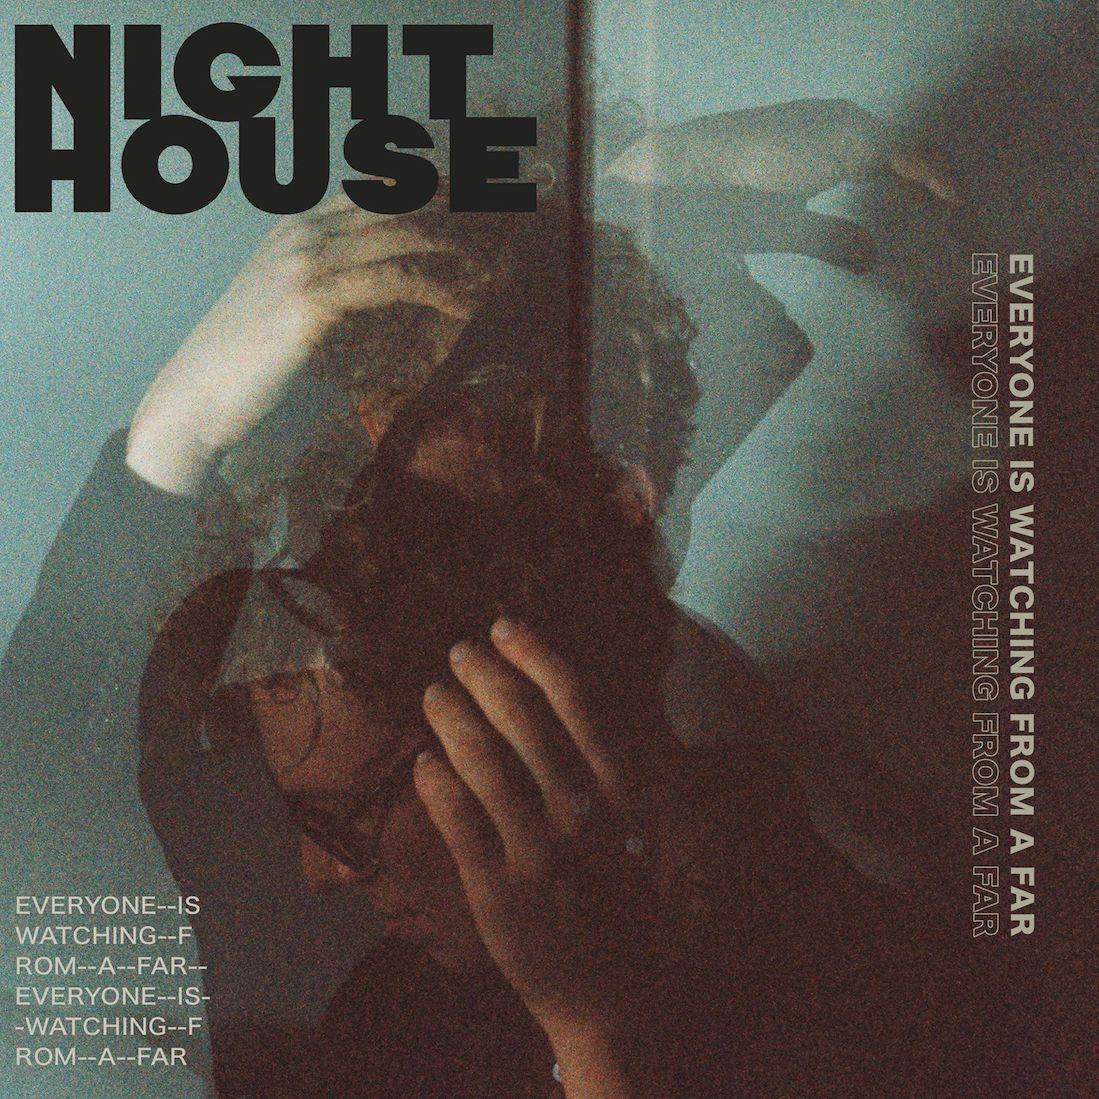 NIGHT
HOUSE
EVERYONE IS WATCHING FROM A FAR
EVERYONE IS WATCHING FROM A FAR
EVERYONE--IS
WATCHING--F
ROM--A--FAR--
EVERYONE--IS-
-WATCHING--F
ROM--A--FAR